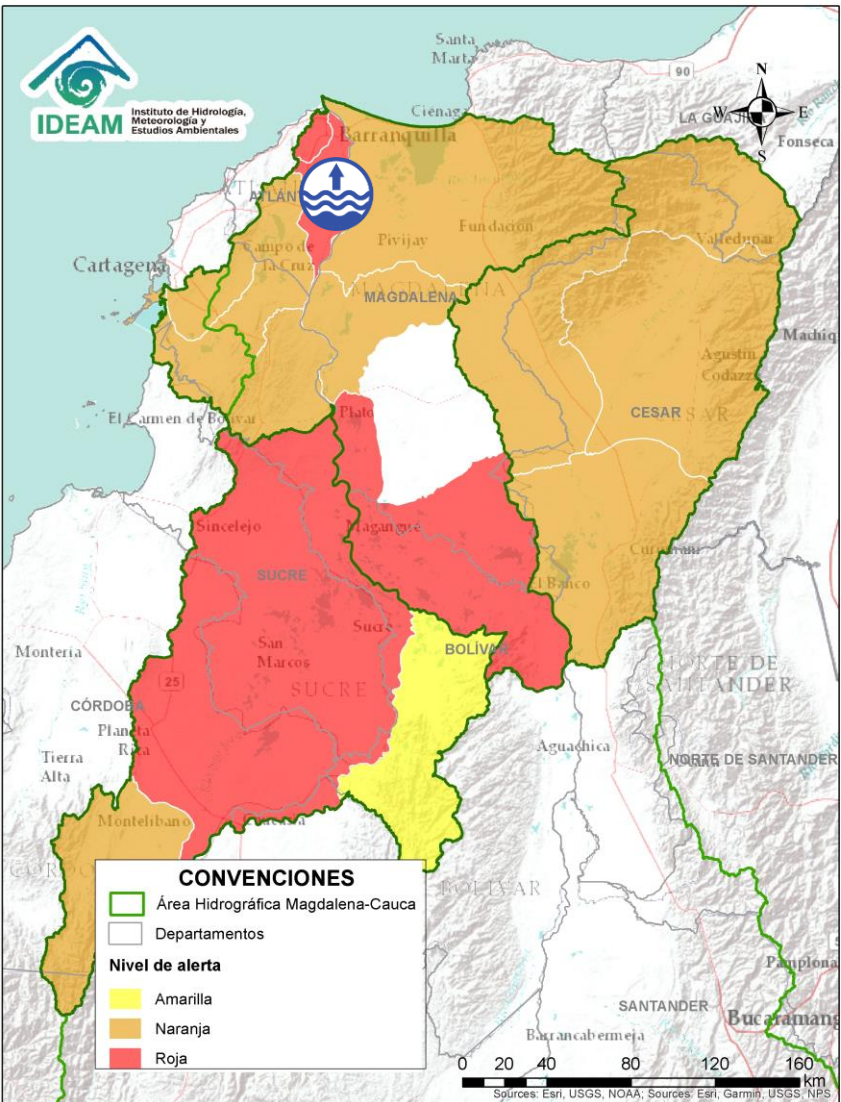 IDEAM
Instituto de Hidrología,
Meteorología y
Estudios Ambientales
Santa
Marta
90
N
W
E
S
LA GUAJIRA
Ciénaga
Barranquilla
Fonseca
Fundación
Pivijay
Valledupar
Campo de
la Cruz
Cartagena
MAGDALENA
Agustín
Codazzi
El Carmen de Bolívar
Plato
CESAR
CESAR
Sincelejo
Magangué
SUCRE
El Banco
Sucre
San
Marcos
BOLÍVAR
Montería
SUCRE
NORTE DE
SANTANDER
25
CÓRDOBA
Planeta
Rica
Tierra
Alta
Aguachica
NORTE DE SANTANDER
Montelíbano
BOLÍVAR
CONVENCIONES
Área Hidrográfica Magdalena-Cauca
Departamentos
Nivel de alerta
Amarilla
Naranja
Roja
Pamplona
SANTANDER
Bucaramang
Barrancabermeja
0 20 40 80 120 160
km
Sources: Esri, USGS, NOAA; Sources: Esri, Garmin, USGS, NPS